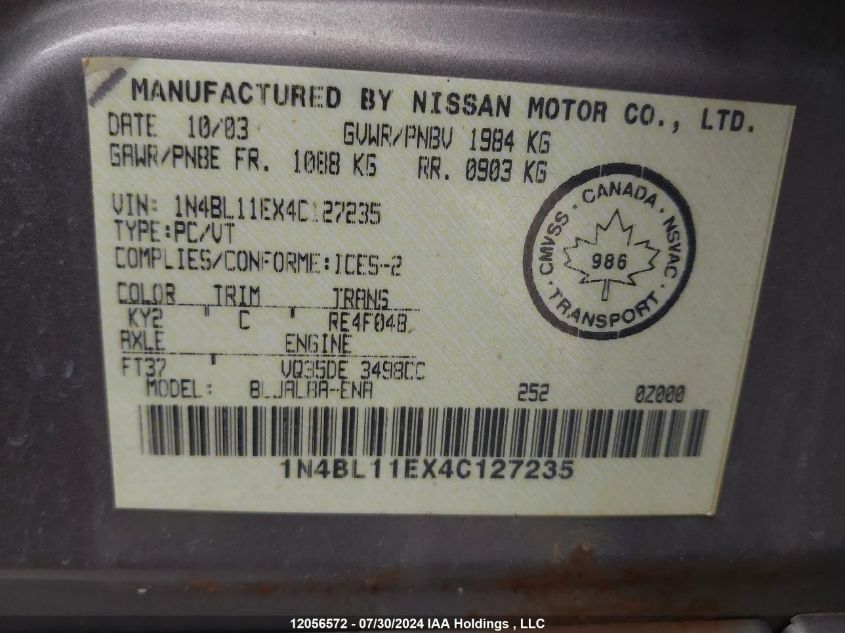 MANUFACTURED BY NISSAN MOTOR CO., LTD.
DATE 10/03 GVWR/PNBV 1984 KG
GAWR/PNBE FR. 1088 KG RR. 0903 KG
VIN: 1N4BL11EX4C127235
TYPE:PC/VT
COMPLIES/CONFORME:ICES-2
COLOR TRIM TRANS
KY2 C RE4F04B
AXLE ENGINE
FT37 VQ35DE 3498CC
MODEL: BLJALBA-ENA 252 0Z000
1N4BL11EX4C127235
CMVSS · CANADA · NSVAC · TRANSPORT ·
986
12056572 - 07/30/2024 IAA Holdings , LLC